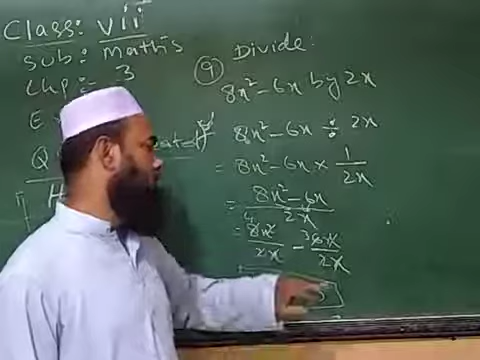 Class: vii
Sub: Maths
Chp:- 3
E
Q
H
⑨ Divide:
8x² - 6x by 2x
8x² - 6x ÷ 2x
= 8x² - 6x × 1/2x
= 8x² - 6x / 2x
= 8x²/2x - 6x/2x